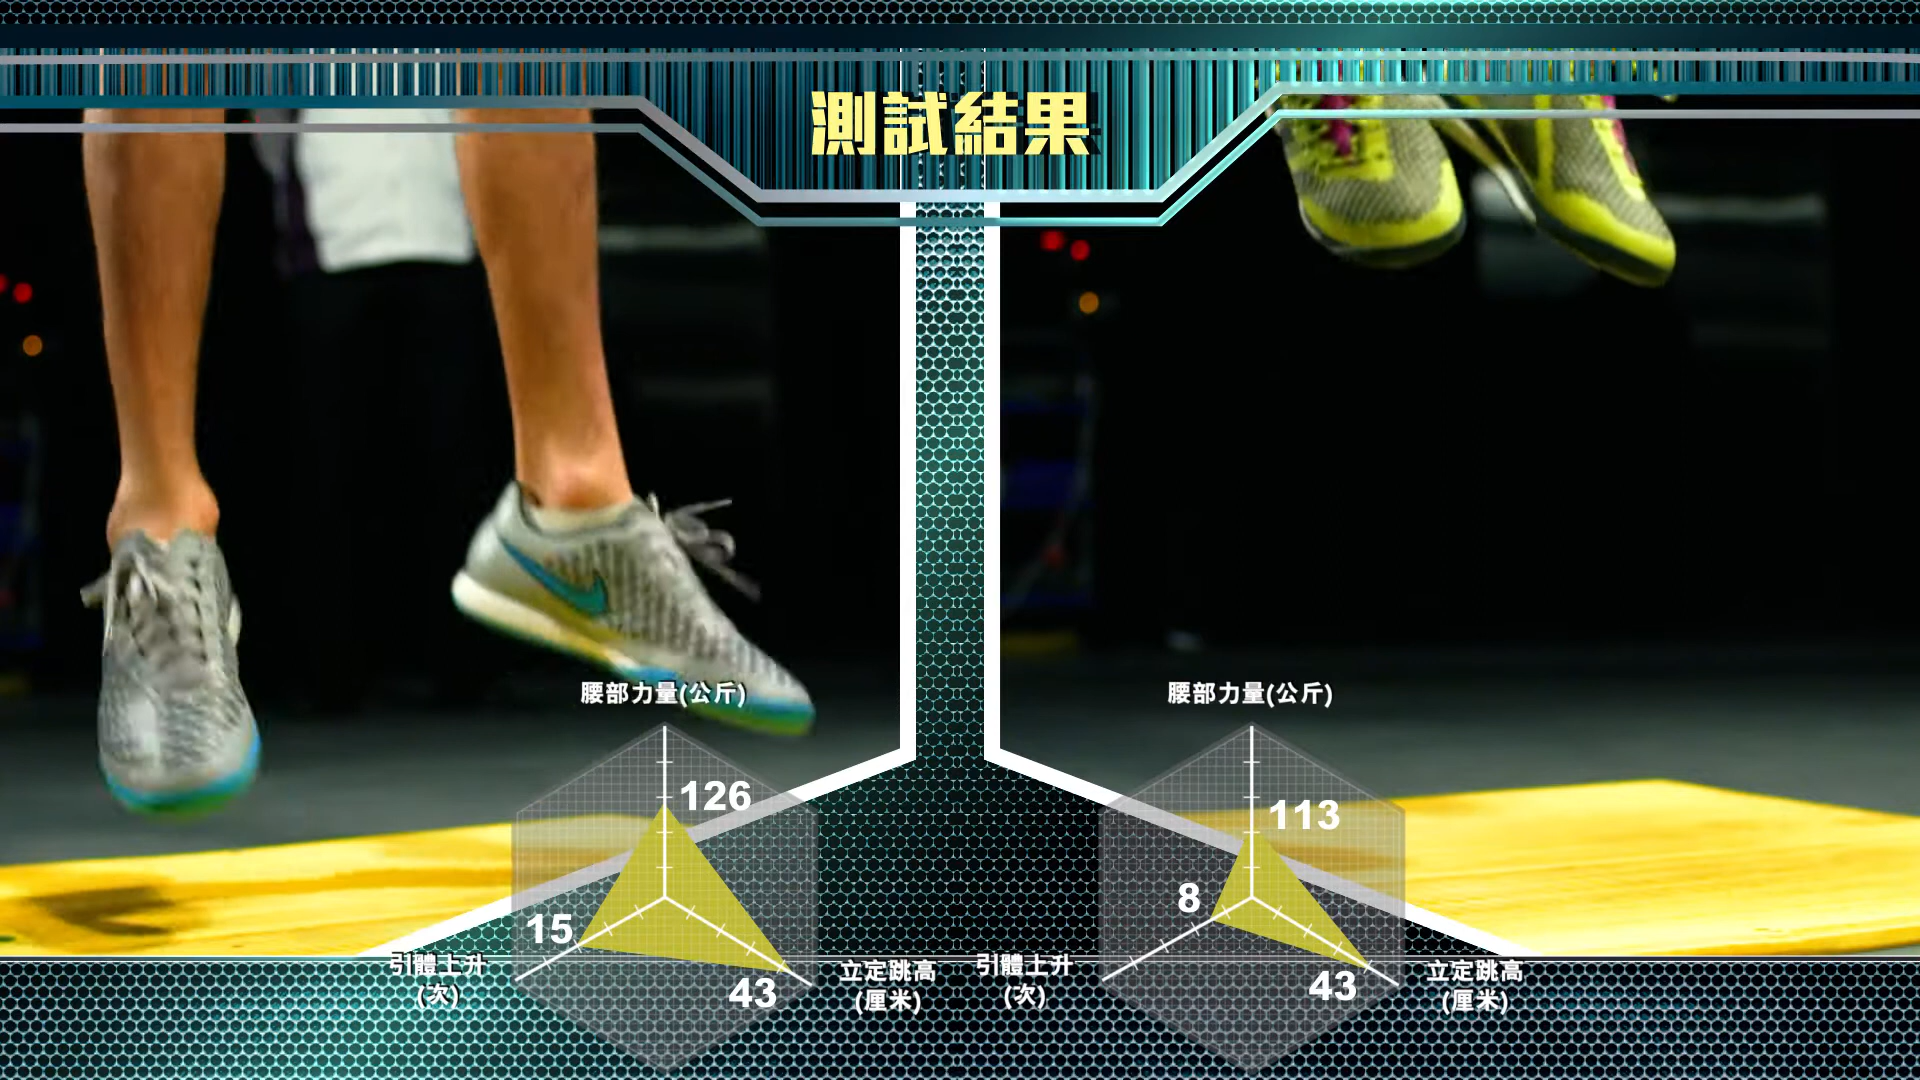 測試結果
腰部力量(公斤)
126
15
43
引體上升
(次)
立定跳高
(厘米)
腰部力量(公斤)
113
8
43
引體上升
(次)
立定跳高
(厘米)